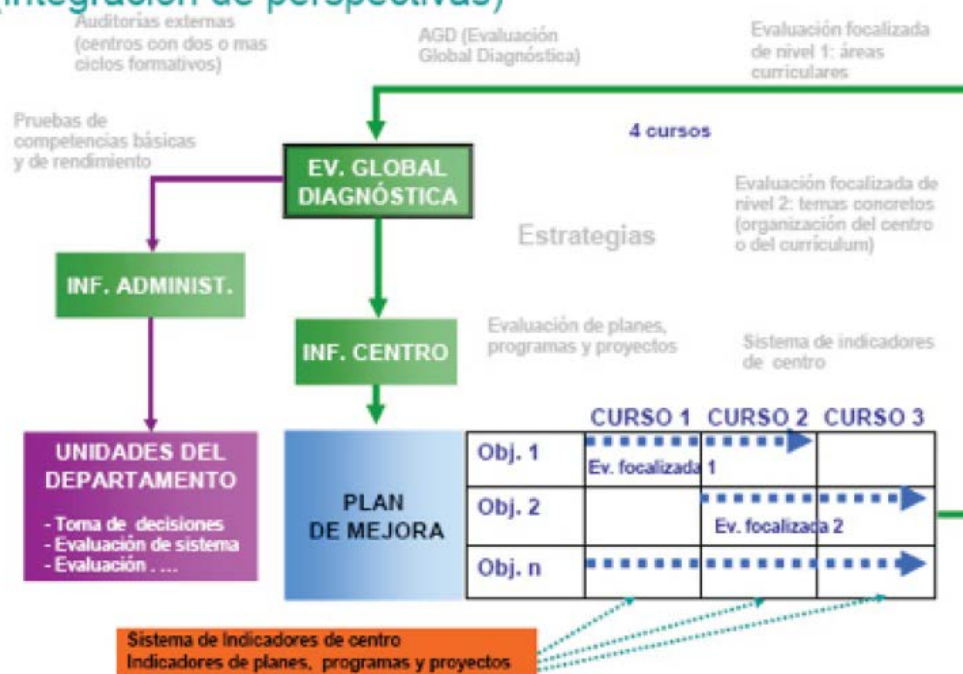 (integración de perspectivas)
Auditorias externas
(centros con dos o mas
ciclos formativos)
AGD (Evaluación
Global Diagnóstica)
Evaluación focalizada
de nivel 1: áreas
curriculares
Pruebas de
competencias básicas
y de rendimiento
4 cursos
EV. GLOBAL
DIAGNÓSTICA
Evaluación focalizada de
nivel 2: temas concretos
(organización del centro
o del currículum)
Estrategias
INF. ADMINIST.
INF. CENTRO
Evaluación de planes,
programas y proyectos
Sistema de indicadores
de centro
CURSO 1 CURSO 2 CURSO 3
UNIDADES DEL
DEPARTAMENTO
- Toma de decisiones
- Evaluación de sistema
- Evaluación . ...
PLAN
DE MEJORA
Obj. 1
Ev. focalizada 1
Obj. 2
Ev. focalizada 2
Obj. n
Sistema de Indicadores de centro
Indicadores de planes, programas y proyectos